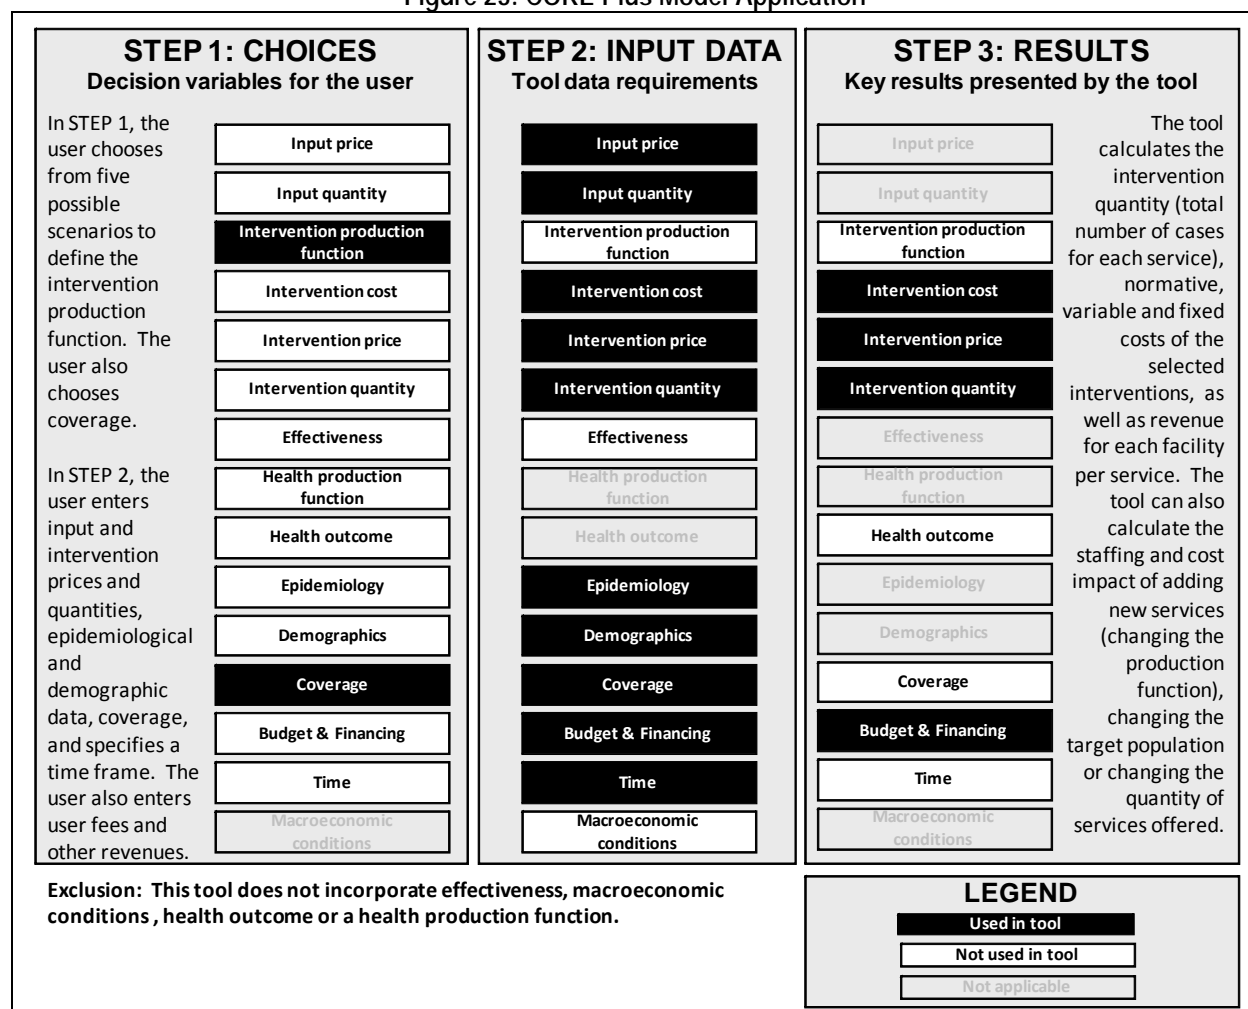 Figure 25: CORE Plus Model Application
STEP 1: CHOICES
Decision variables for the user
In STEP 1, the
user chooses
from five
possible
scenarios to
define the
intervention
production
function. The
user also
chooses
coverage.
In STEP 2, the
user enters
input and
intervention
prices and
quantities,
epidemiological
and
demographic
data, coverage,
and specifies a
time frame. The
user also enters
user fees and
other revenues.
Input price
Input quantity
Intervention production
function
Intervention cost
Intervention price
Intervention quantity
Effectiveness
Health production
function
Health outcome
Epidemiology
Demographics
Coverage
Budget & Financing
Time
Macroeconomic
conditions
STEP 2: INPUT DATA
Tool data requirements
Input price
Input quantity
Intervention production
function
Intervention cost
Intervention price
Intervention quantity
Effectiveness
Health production
function
Health outcome
Epidemiology
Demographics
Coverage
Budget & Financing
Time
Macroeconomic
conditions
STEP 3: RESULTS
Key results presented by the tool
Input price
Input quantity
Intervention production
function
Intervention cost
Intervention price
Intervention quantity
Effectiveness
Health production
function
Health outcome
Epidemiology
Demographics
Coverage
Budget & Financing
Time
Macroeconomic
conditions
The tool
calculates the
intervention
quantity (total
number of cases
for each service),
normative,
variable and fixed
costs of the
selected
interventions, as
well as revenue
for each facility
per service. The
tool can also
calculate the
staffing and cost
impact of adding
new services
(changing the
production
function),
changing the
target population
or changing the
quantity of
services offered.
Exclusion: This tool does not incorporate effectiveness, macroeconomic
conditions , health outcome or a health production function.
LEGEND
Used in tool
Not used in tool
Not applicable